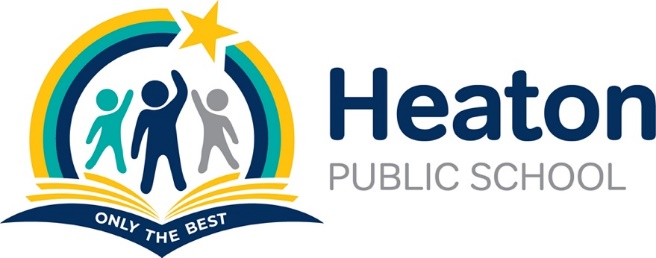 Heaton
PUBLIC SCHOOL
ONLY THE BEST